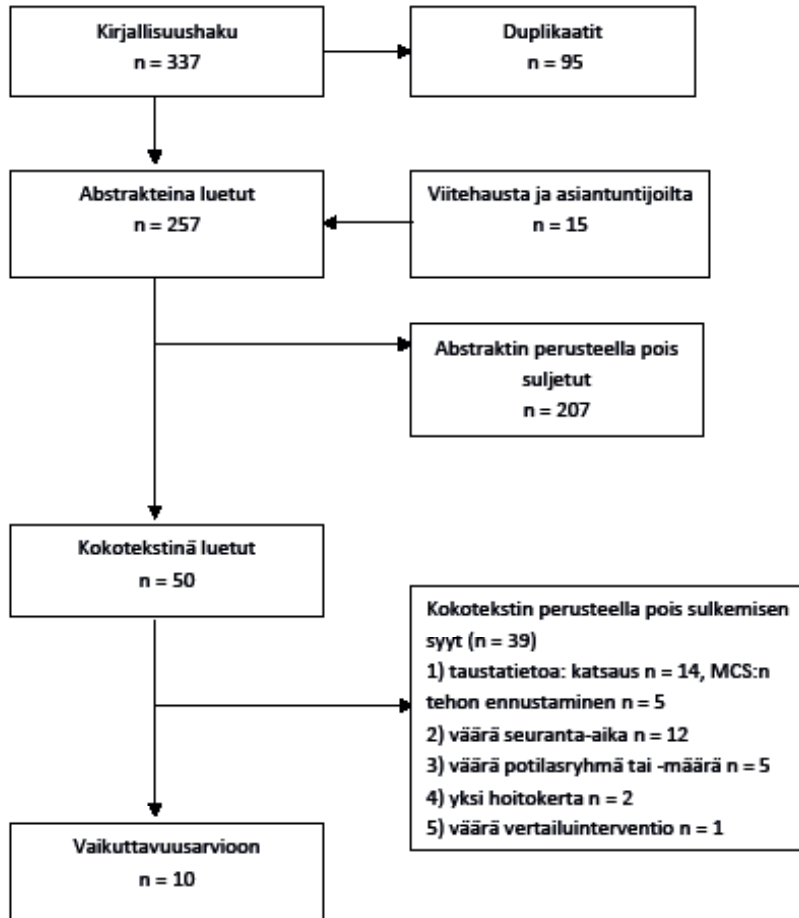 Kirjallisuushaku
n = 337
Duplikaatit
n = 95
Abstrakteina luetut
n = 257
Viitehausta ja asiantuntijoilta
n = 15
Abstraktin perusteella pois
suljetut
n = 207
Kokotekstinä luetut
n = 50
Kokotekstin perusteella pois sulkemisen
syyt (n = 39)
1) taustatietoa: katsaus n = 14, MCS:n
tehon ennustaminen n = 5
2) väärä seuranta-aika n = 12
3) väärä potilasryhmä tai -määrä n = 5
4) yksi hoitokerta n = 2
5) väärä vertailuinterventio n = 1
Vaikuttavuusarvioon
n = 10